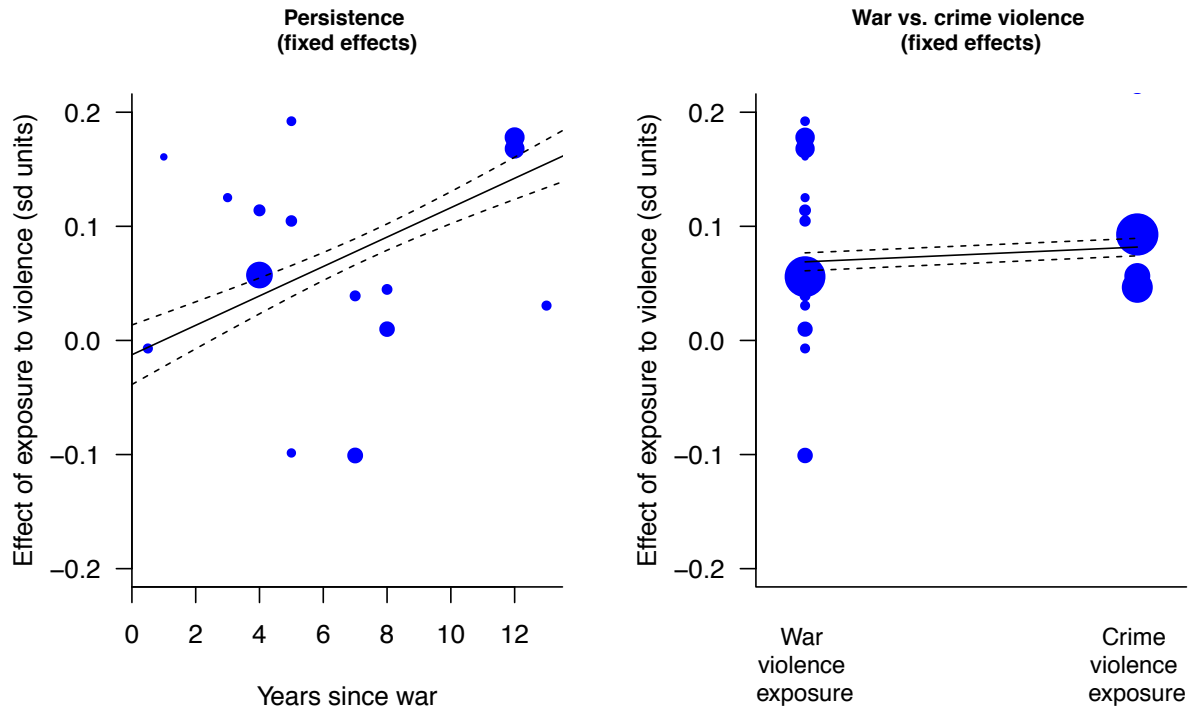 Persistence
(fixed effects)
Effect of exposure to violence (sd units)
0.2
0.1
0.0
−0.1
−0.2
0 2 4 6 8 10 12
Years since war
War vs. crime violence
(fixed effects)
Effect of exposure to violence (sd units)
0.2
0.1
0.0
−0.1
−0.2
War
violence
exposure
Crime
violence
exposure